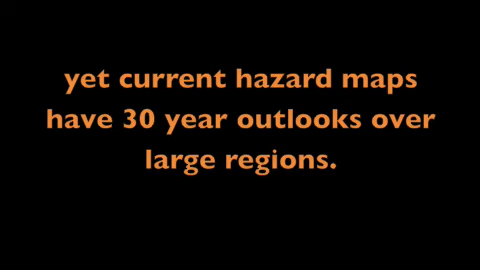 yet current hazard maps
have 30 year outlooks over
large regions.